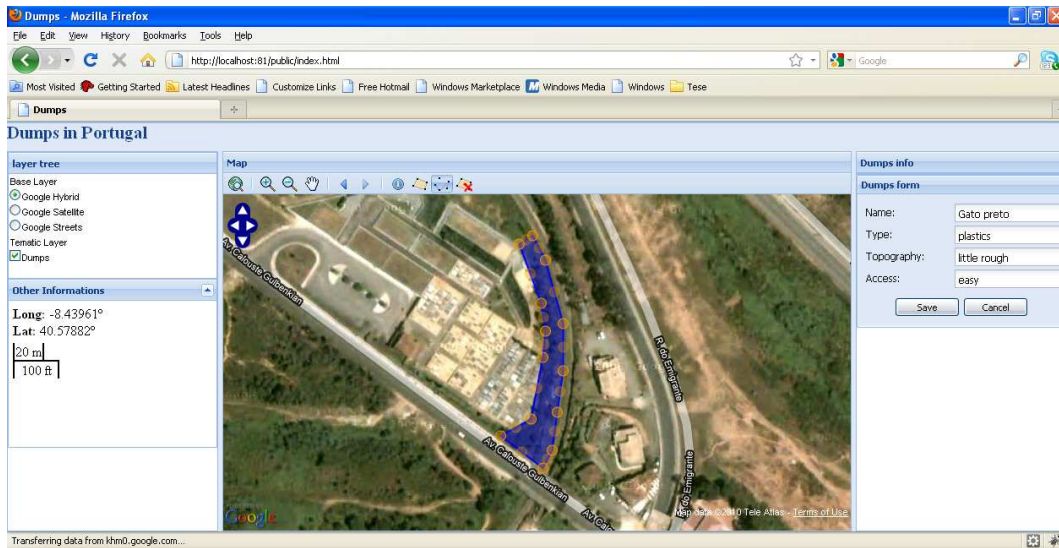 Dumps - Mozilla Firefox
File Edit View History Bookmarks Tools Help
http://localhost:81/public/index.html
Google
Most Visited Getting Started Latest Headlines Customize Links Free Hotmail Windows Marketplace Windows Media Windows Tese
Dumps
Dumps in Portugal
layer tree
Base Layer
Google Hybrid
Google Satellite
Google Streets
Tematic Layer
Dumps
Other Informations
Long: -8.43961°
Lat: 40.57882°
20 m
100 ft
Map
Av. Calouste Gulbenkian
R. do Emigrante
Av. Calouste Gulbenkian
R. do Emigrante
Av. Calo
Google
Map data ©2010 Tele Atlas - Terms of Use
Dumps info
Dumps form
Name: Gato preto
Type: plastics
Topography: little rough
Access: easy
Save Cancel
Transferring data from khm0.google.com...